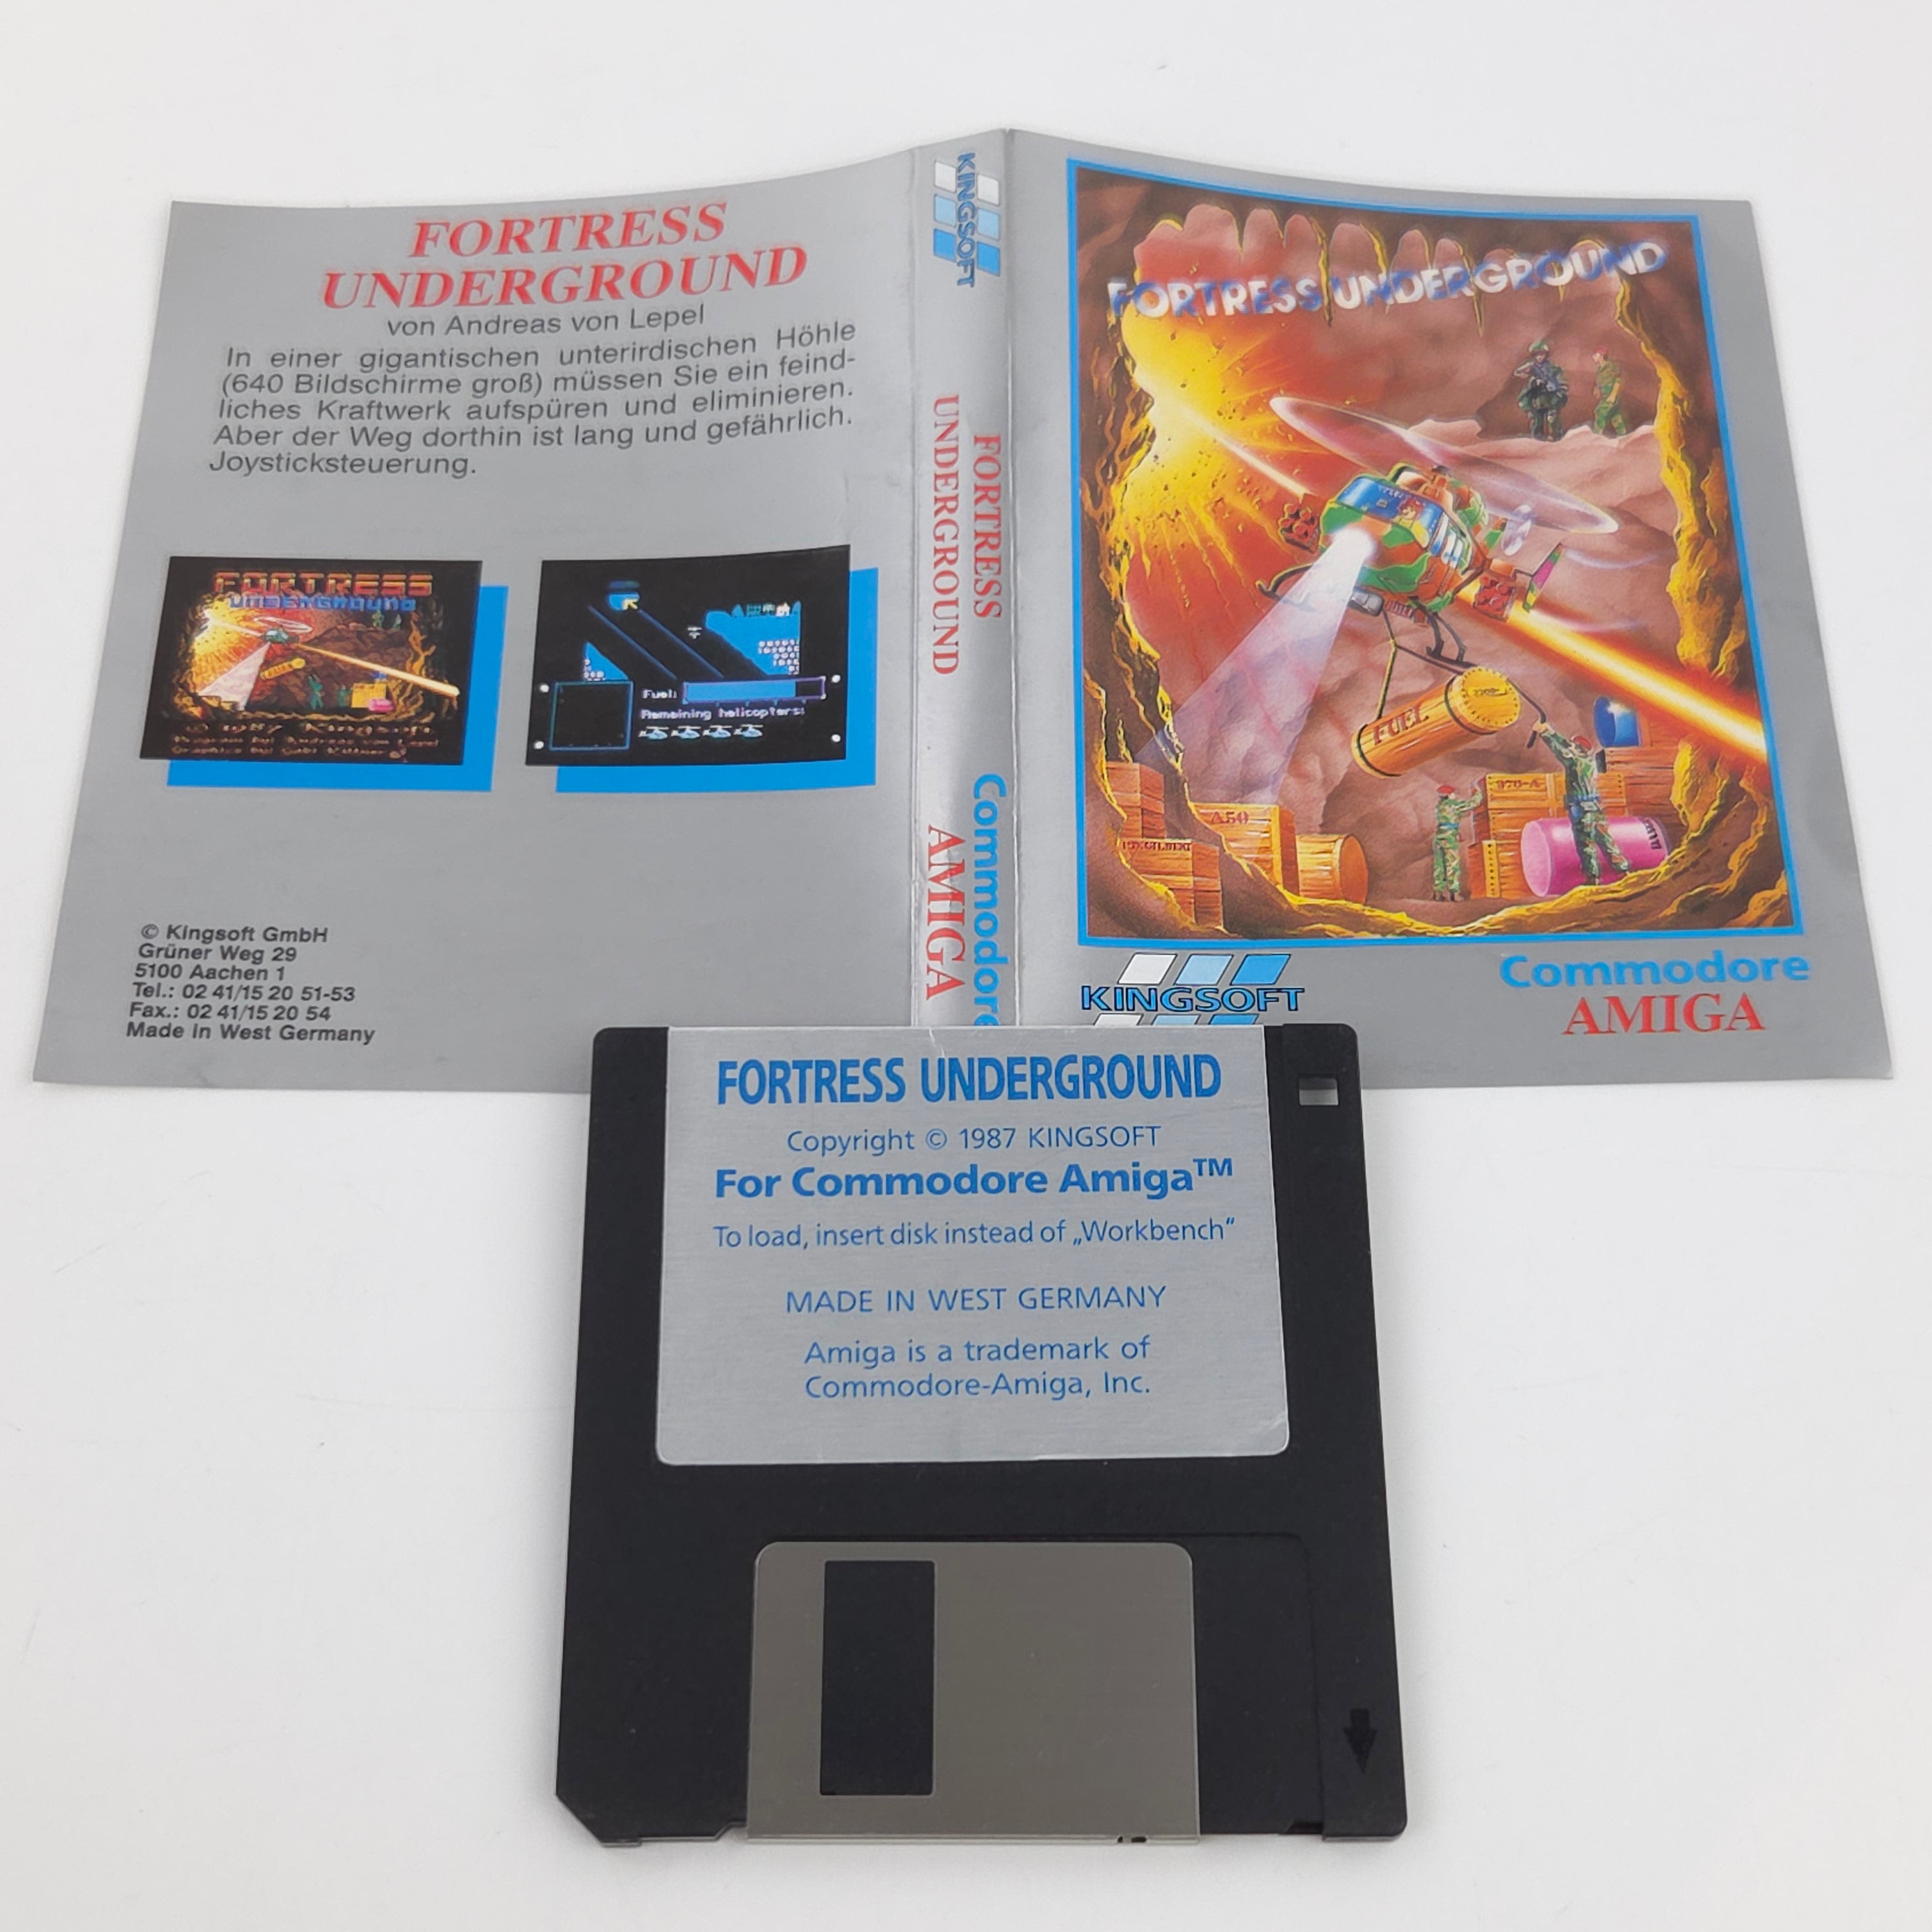 FORTRESS
UNDERGROUND
von Andreas von Lepel
In einer gigantischen unterirdischen Höhle
(640 Bildschirme groß) müssen Sie ein feind-
liches Kraftwerk aufspüren und eliminieren.
Aber der Weg dorthin ist lang und gefährlich.
Joysticksteuerung.
FORTRESS
UNDERGROUND
© 1987 Kingsoft
Fuel:
Remaining helicopters:
© Kingsoft GmbH
Grüner Weg 29
5100 Aachen 1
Tel.: 02 41/15 20 51-53
Fax.: 02 41/15 20 54
Made in West Germany
KINGSOFT
FORTRESS
UNDERGROUND
Commodore
AMIGA
FORTRESS UNDERGROUND
FUEL
A50
KINGSOFT
Commodore
AMIGA
FORTRESS UNDERGROUND
Copyright © 1987 KINGSOFT
For Commodore Amiga™
To load, insert disk instead of „Workbench“
MADE IN WEST GERMANY
Amiga is a trademark of
Commodore-Amiga, Inc.